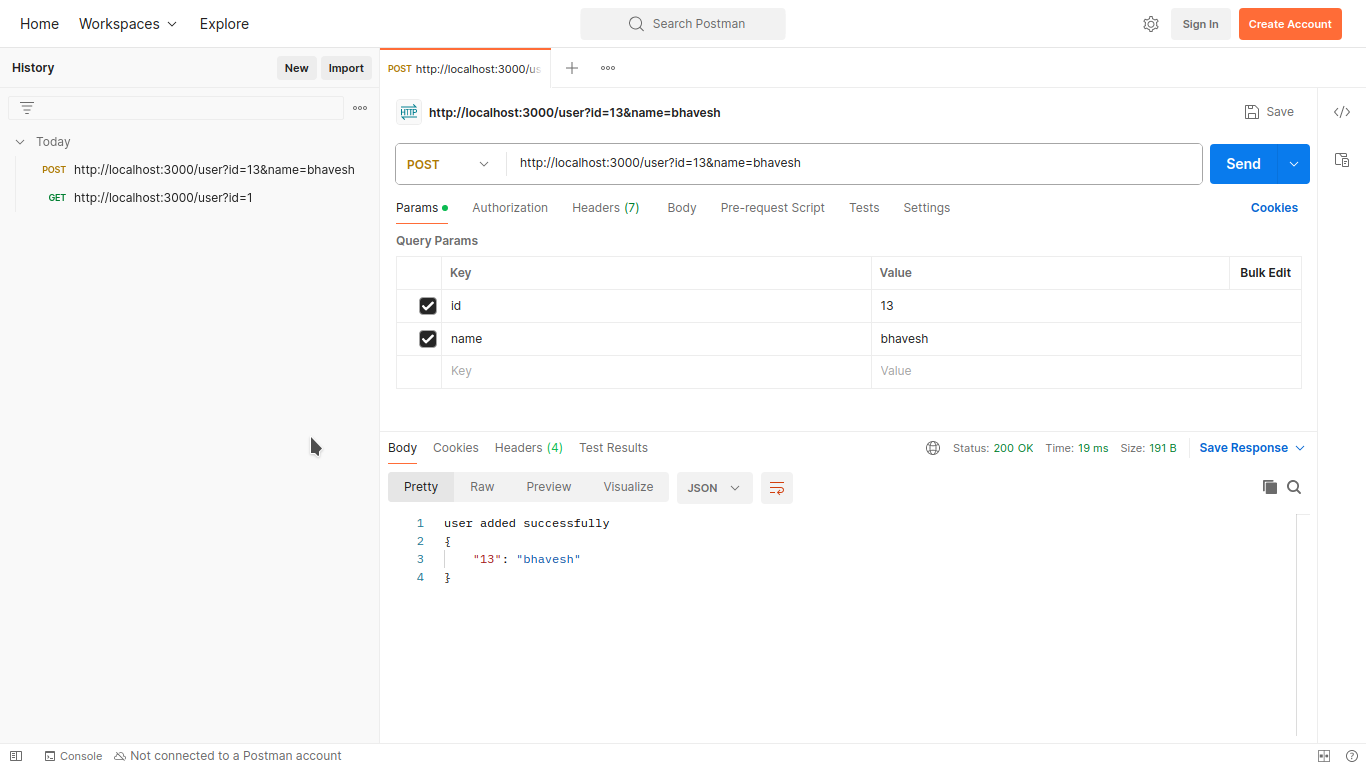 Home Workspaces Explore Search Postman Sign In Create Account
History New Import
POST http://localhost:3000/us
Today
POST http://localhost:3000/user?id=13&name=bhavesh
GET http://localhost:3000/user?id=1
HTTP http://localhost:3000/user?id=13&name=bhavesh Save
POST http://localhost:3000/user?id=13&name=bhavesh Send
Params Authorization Headers (7) Body Pre-request Script Tests Settings Cookies
Query Params
Key Value Bulk Edit
id 13
name bhavesh
Key Value
Body Cookies Headers (4) Test Results Status: 200 OK Time: 19 ms Size: 191 B Save Response
Pretty Raw Preview Visualize JSON
1 user added successfully
2 {
3 "13": "bhavesh"
4 }
Console Not connected to a Postman account